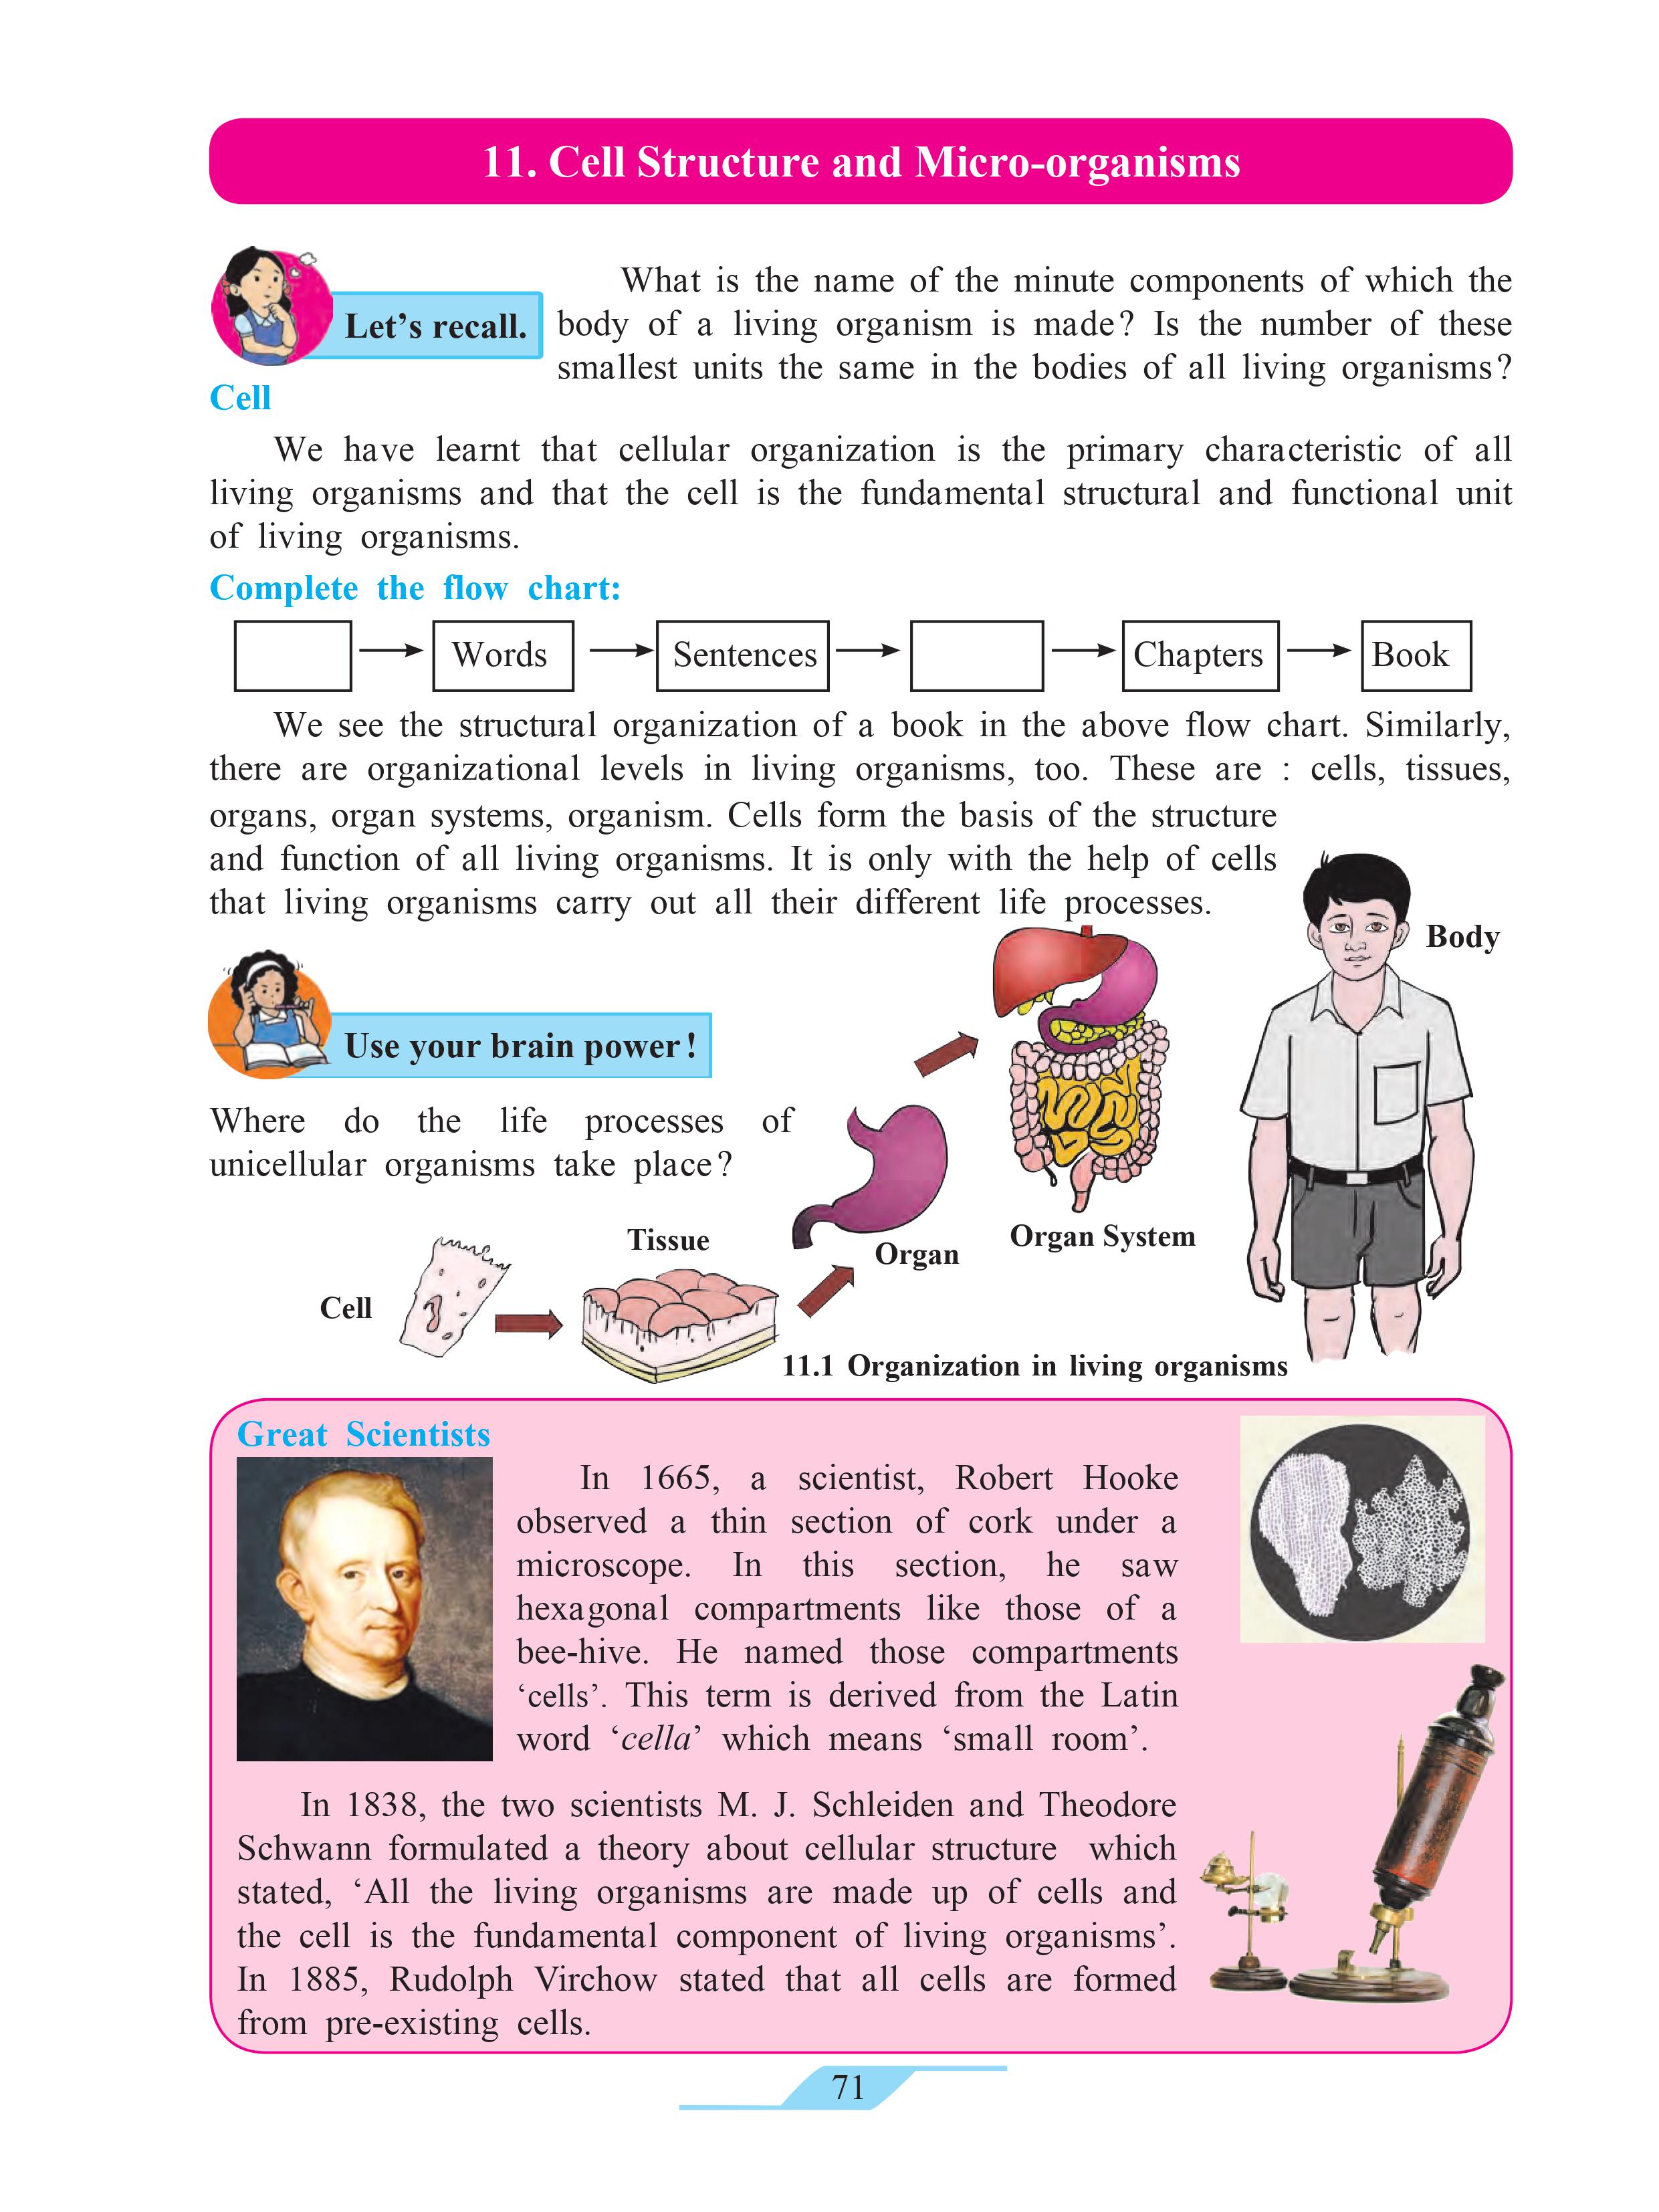 11. Cell Structure and Micro-organisms
Let’s recall.
What is the name of the minute components of which the
body of a living organism is made? Is the number of these
smallest units the same in the bodies of all living organisms?
Cell
We have learnt that cellular organization is the primary characteristic of all
living organisms and that the cell is the fundamental structural and functional unit
of living organisms.
Complete the flow chart:
Words Sentences Chapters Book
We see the structural organization of a book in the above flow chart. Similarly,
there are organizational levels in living organisms, too. These are : cells, tissues,
organs, organ systems, organism. Cells form the basis of the structure
and function of all living organisms. It is only with the help of cells
that living organisms carry out all their different life processes.
Body
Use your brain power!
Where do the life processes of
unicellular organisms take place?
Organ System
Tissue
Organ
Cell
11.1 Organization in living organisms
Great Scientists
In 1665, a scientist, Robert Hooke
observed a thin section of cork under a
microscope. In this section, he saw
hexagonal compartments like those of a
bee-hive. He named those compartments
‘cells’. This term is derived from the Latin
word ‘cella’ which means ‘small room’.
In 1838, the two scientists M. J. Schleiden and Theodore
Schwann formulated a theory about cellular structure which
stated, ‘All the living organisms are made up of cells and
the cell is the fundamental component of living organisms’.
In 1885, Rudolph Virchow stated that all cells are formed
from pre-existing cells.
71